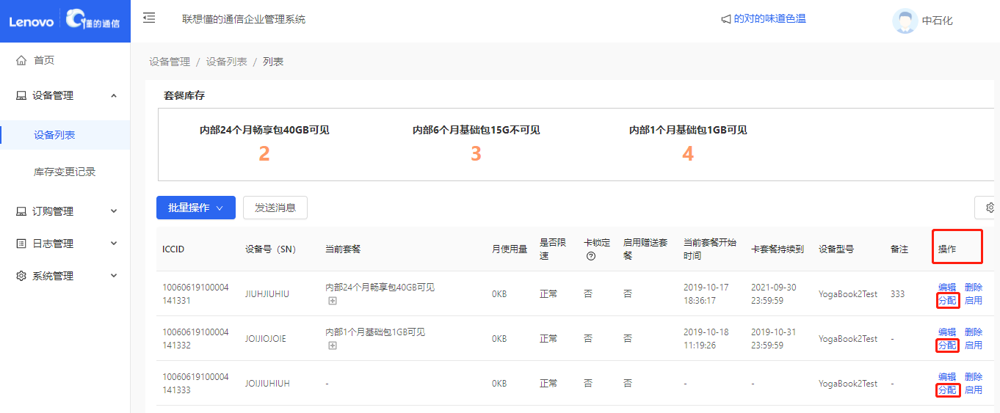 Lenovo 懂的通信
联想懂的通信企业管理系统
的对的味道色温
中石化
首页
设备管理
设备列表
库存变更记录
订购管理
日志管理
系统管理
设备管理 / 设备列表 / 列表
套餐库存
内部24个月畅享包40GB可见
2
内部6个月基础包15G不可见
3
内部1个月基础包1GB可见
4
批量操作
发送消息
ICCID
设备号（SN）
当前套餐
月使用量
是否限
速
卡锁定
启用赠送套
餐
当前套餐开始
时间
卡套餐持续到
设备型号
备注
操作
10060619100004
141331
JIUHJIUHIU
内部24个月畅享包40GB可见
0KB
正常
否
否
2019-10-17
18:36:17
2021-09-30
23:59:59
YogaBook2Test
333
编辑 删除
分配 启用
10060619100004
141332
JOIJIOJOIE
内部1个月基础包1GB可见
0KB
正常
否
否
2019-10-18
11:19:26
2019-10-31
23:59:59
YogaBook2Test
-
编辑 删除
分配 启用
10060619100004
141333
JOIJIUHIUH
-
0KB
正常
否
否
-
-
YogaBook2Test
-
编辑 删除
分配 启用